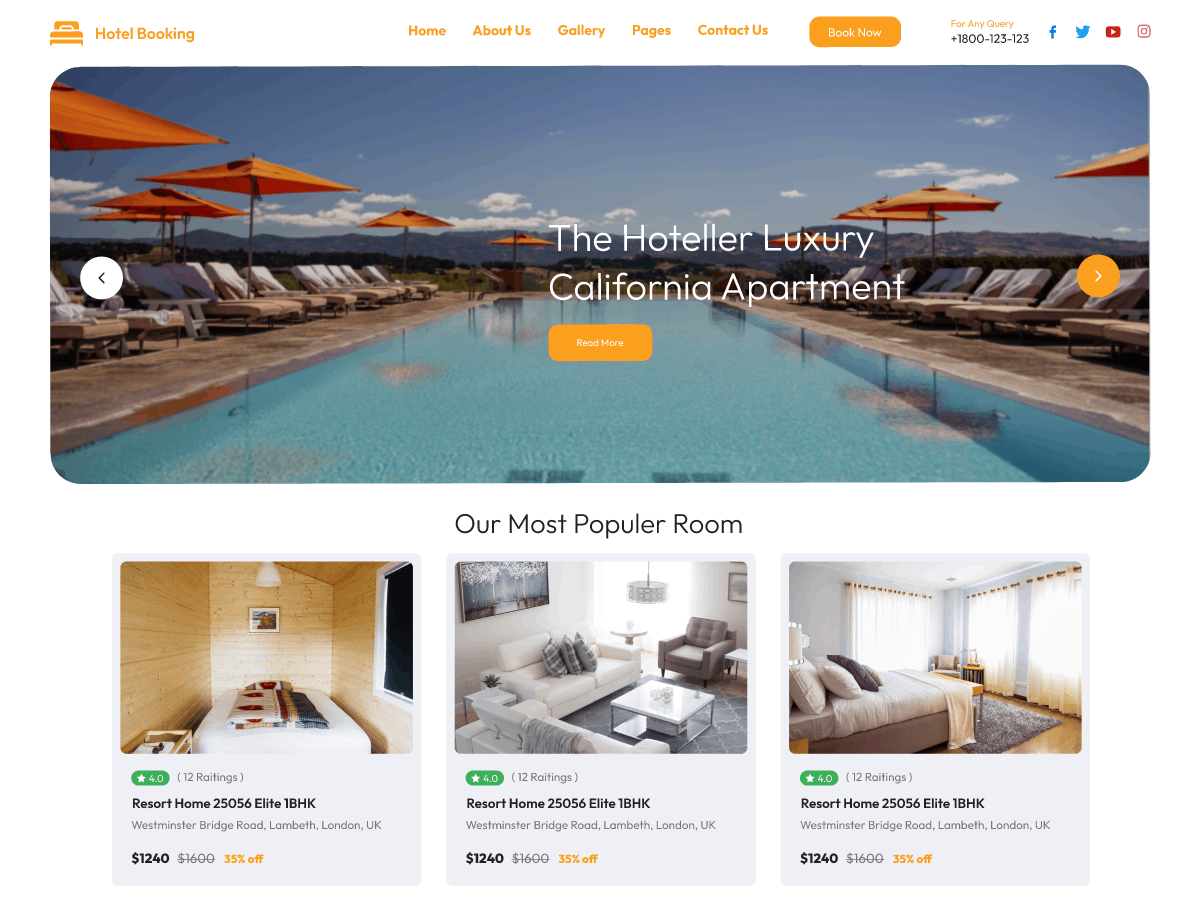 Hotel Booking
Home About Us Gallery Pages Contact Us
Book Now
For Any Query
+1800-123-123
The Hoteller Luxury
California Apartment
Read More
Our Most Populer Room
4.0 ( 12 Raitings )
Resort Home 25056 Elite 1BHK
Westminster Bridge Road, Lambeth, London, UK
$1240 $1600 35% off
4.0 ( 12 Raitings )
Resort Home 25056 Elite 1BHK
Westminster Bridge Road, Lambeth, London, UK
$1240 $1600 35% off
4.0 ( 12 Raitings )
Resort Home 25056 Elite 1BHK
Westminster Bridge Road, Lambeth, London, UK
$1240 $1600 35% off